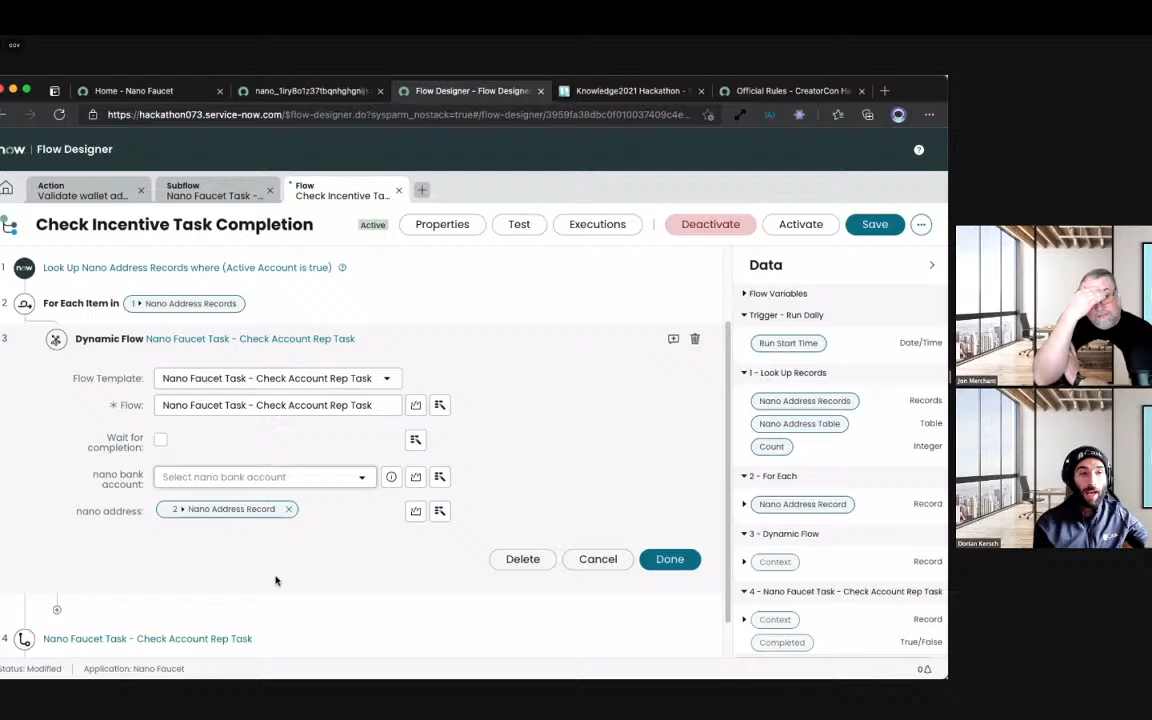 GOV
Home - Nano Faucet
nano_1iry8o1z37tbqnhghgnijs
Flow Designer - Flow Designe
Knowledge2021 Hackathon -
Official Rules - CreatorCon Ha
https://hackathon073.service-now.com/$flow-designer.do?sysparm_nostack=true#/flow-designer/3959fa38dbc0f010037409c4e...
now
Flow Designer
Action
Validate wallet ad...
Subflow
Nano Faucet Task -...
* Flow
Check Incentive Ta...
Check Incentive Task Completion
Active
Properties
Test
Executions
Deactivate
Activate
Save
1 now Look Up Nano Address Records where (Active Account is true)
2 For Each Item in 1 ▸ Nano Address Records
3 Dynamic Flow Nano Faucet Task - Check Account Rep Task
Flow Template: Nano Faucet Task - Check Account Rep Task
* Flow: Nano Faucet Task - Check Account Rep Task
Wait for
completion:
nano bank
account: Select nano bank account
nano address: 2 ▸ Nano Address Record
Delete
Cancel
Done
4 Nano Faucet Task - Check Account Rep Task
Data
Flow Variables
Trigger - Run Daily
Run Start Time Date/Time
1 - Look Up Records
Nano Address Records Records
Nano Address Table Table
Count Integer
2 - For Each
Nano Address Record Record
3 - Dynamic Flow
Context Record
4 - Nano Faucet Task - Check Account Rep Task
Context Record
Completed True/False
Status: Modified
Application: Nano Faucet
0
Jon Merchant
Dorian Kersch